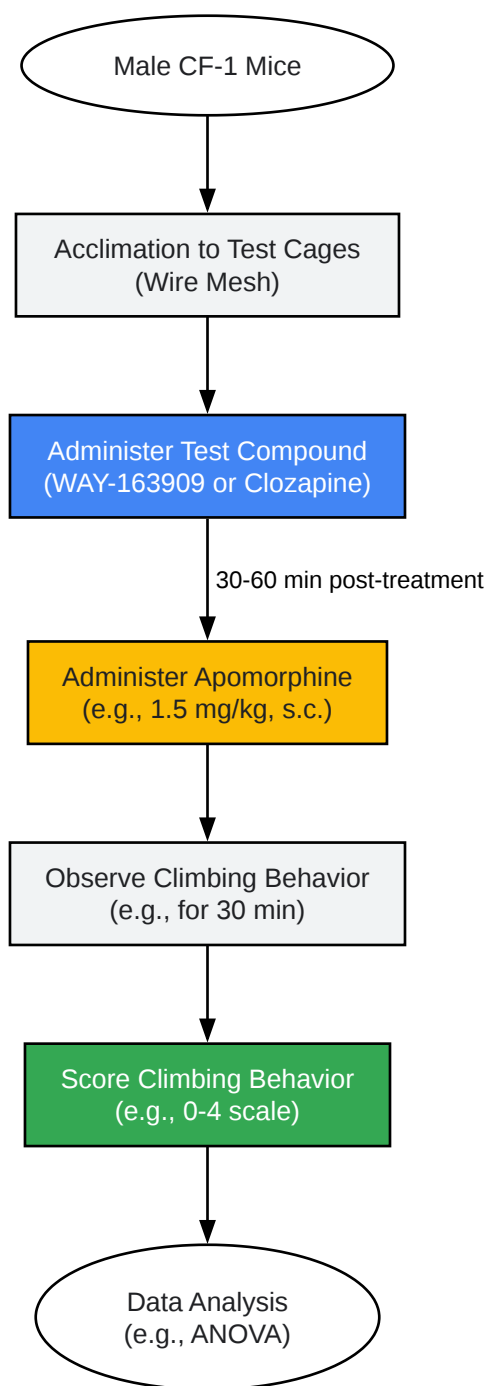 Male CF-1 Mice
Acclimation to Test Cages
(Wire Mesh)
Administer Test Compound
(WAY-163909 or Clozapine)
30-60 min post-treatment
Administer Apomorphine
(e.g., 1.5 mg/kg, s.c.)
Observe Climbing Behavior
(e.g., for 30 min)
Score Climbing Behavior
(e.g., 0-4 scale)
Data Analysis
(e.g., ANOVA)